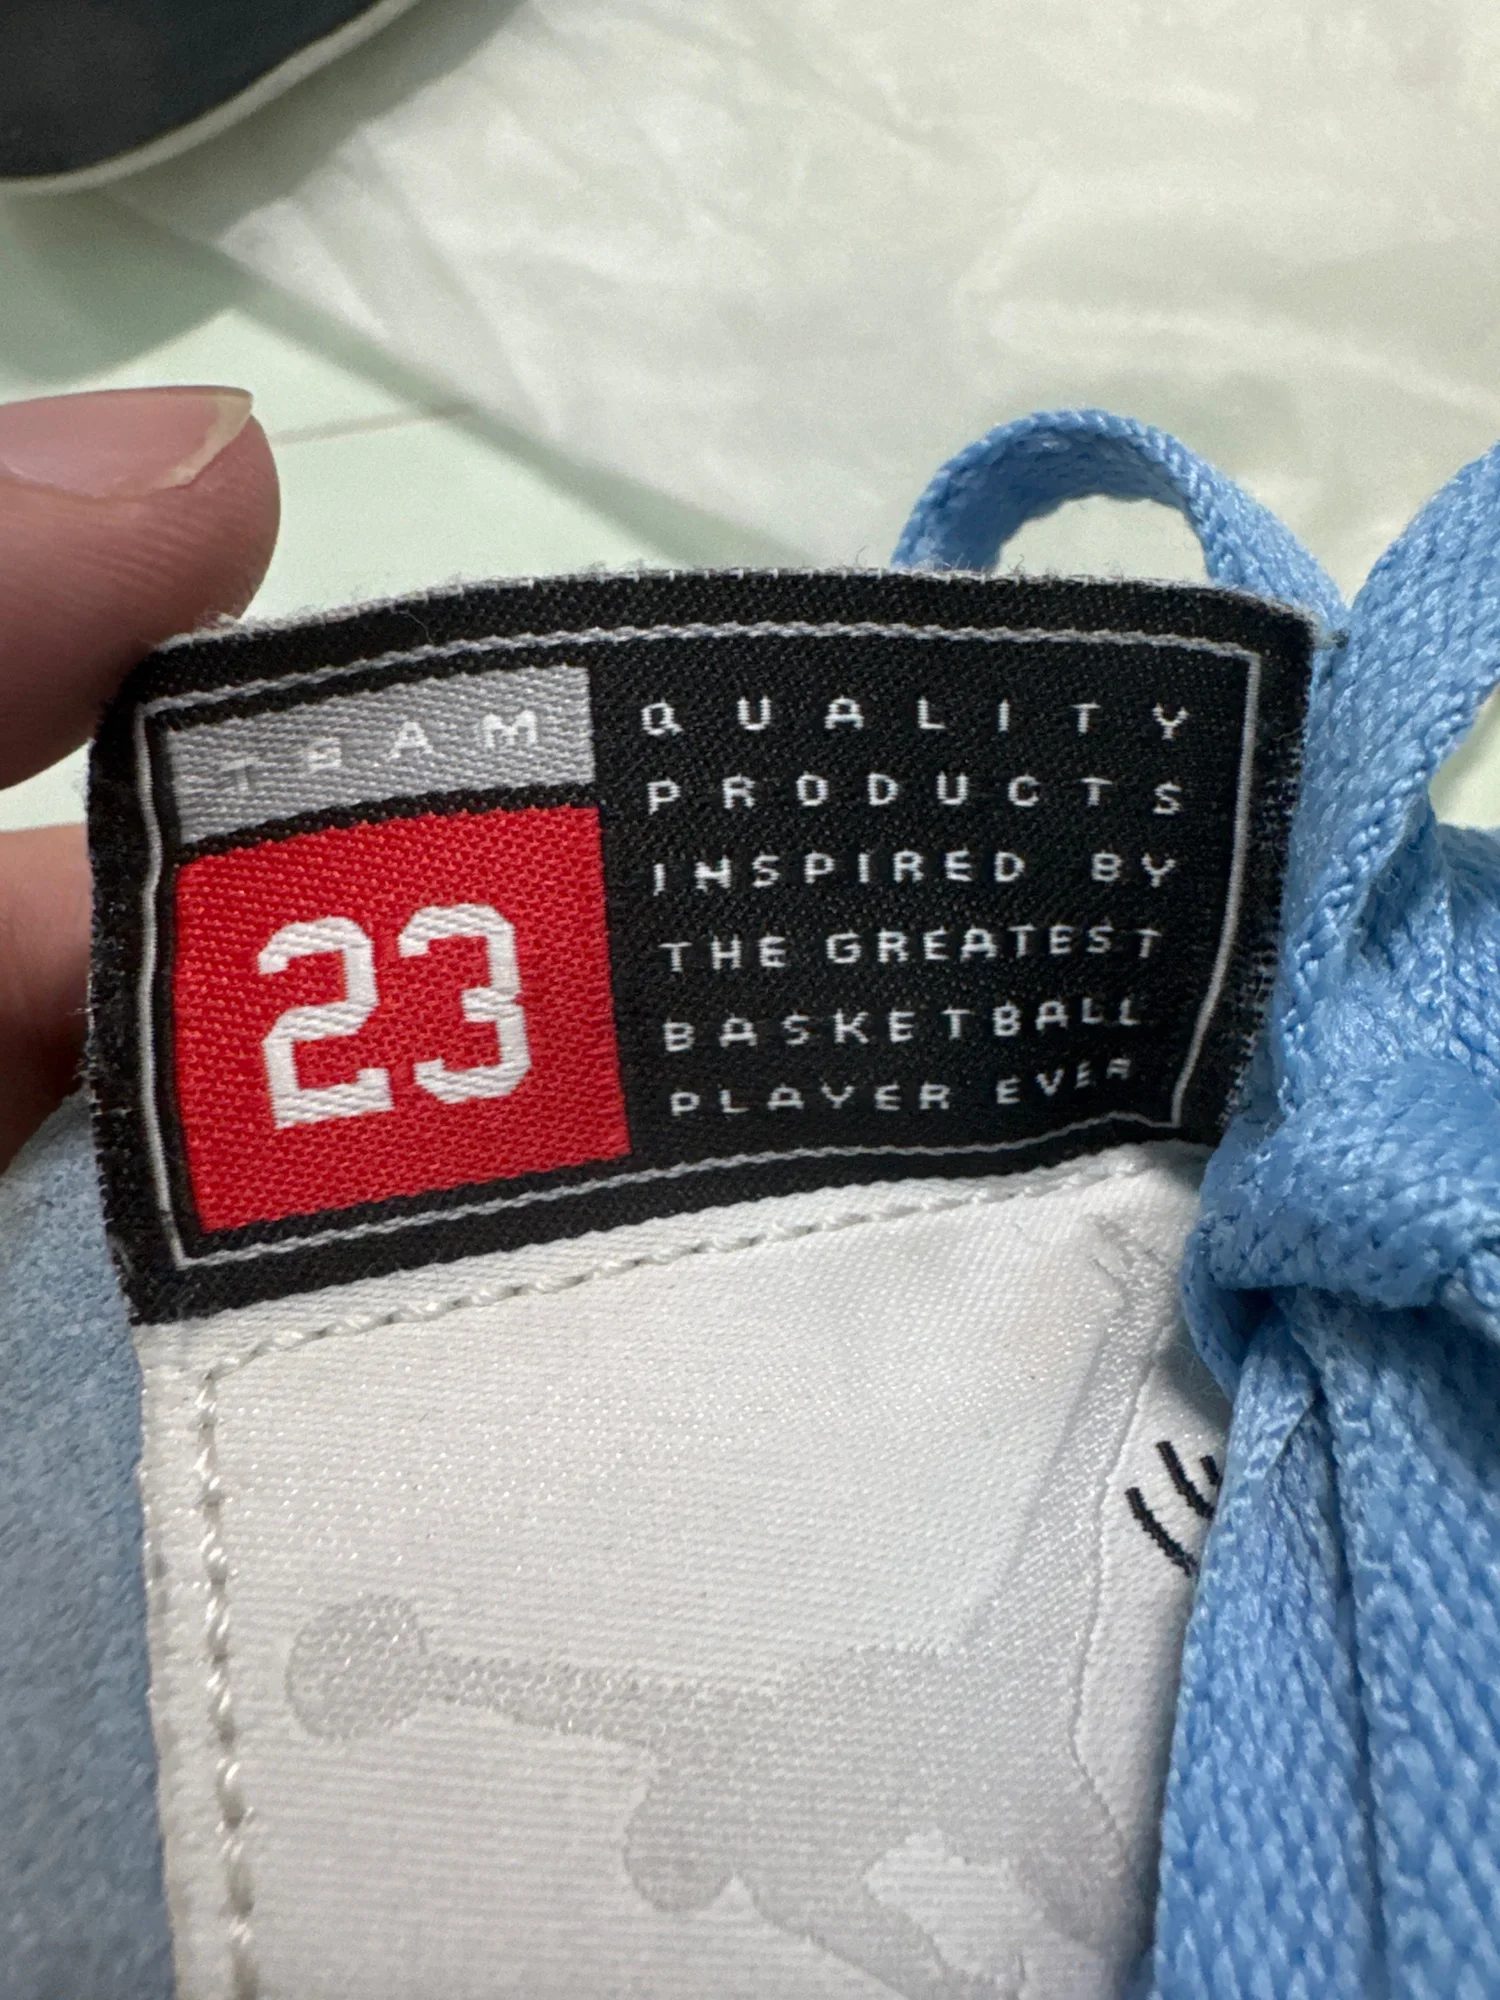 TEAM
23
QUALITY
PRODUCTS
INSPIRED BY
THE GREATEST
BASKETBALL
PLAYER EVER